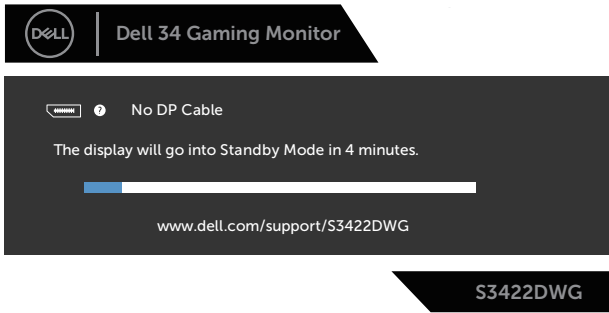 DELL
Dell 34 Gaming Monitor
? No DP Cable
The display will go into Standby Mode in 4 minutes.
www.dell.com/support/S3422DWG
S3422DWG